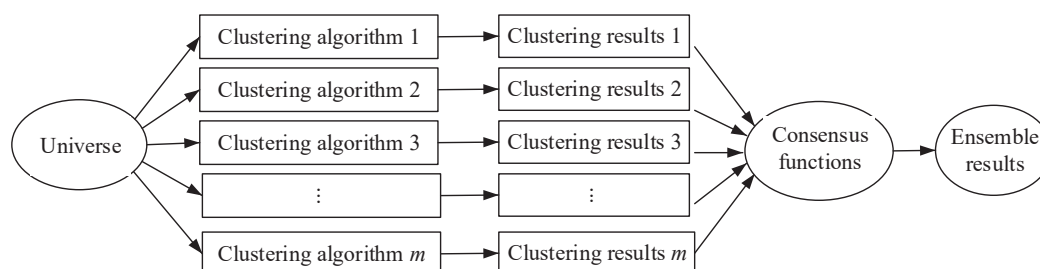 Clustering algorithm 1
Clustering results 1
Clustering algorithm 2
Clustering results 2
Universe
Clustering algorithm 3
Clustering results 3
Consensus
functions
Ensemble
results
⋮
⋮
Clustering algorithm m
Clustering results m